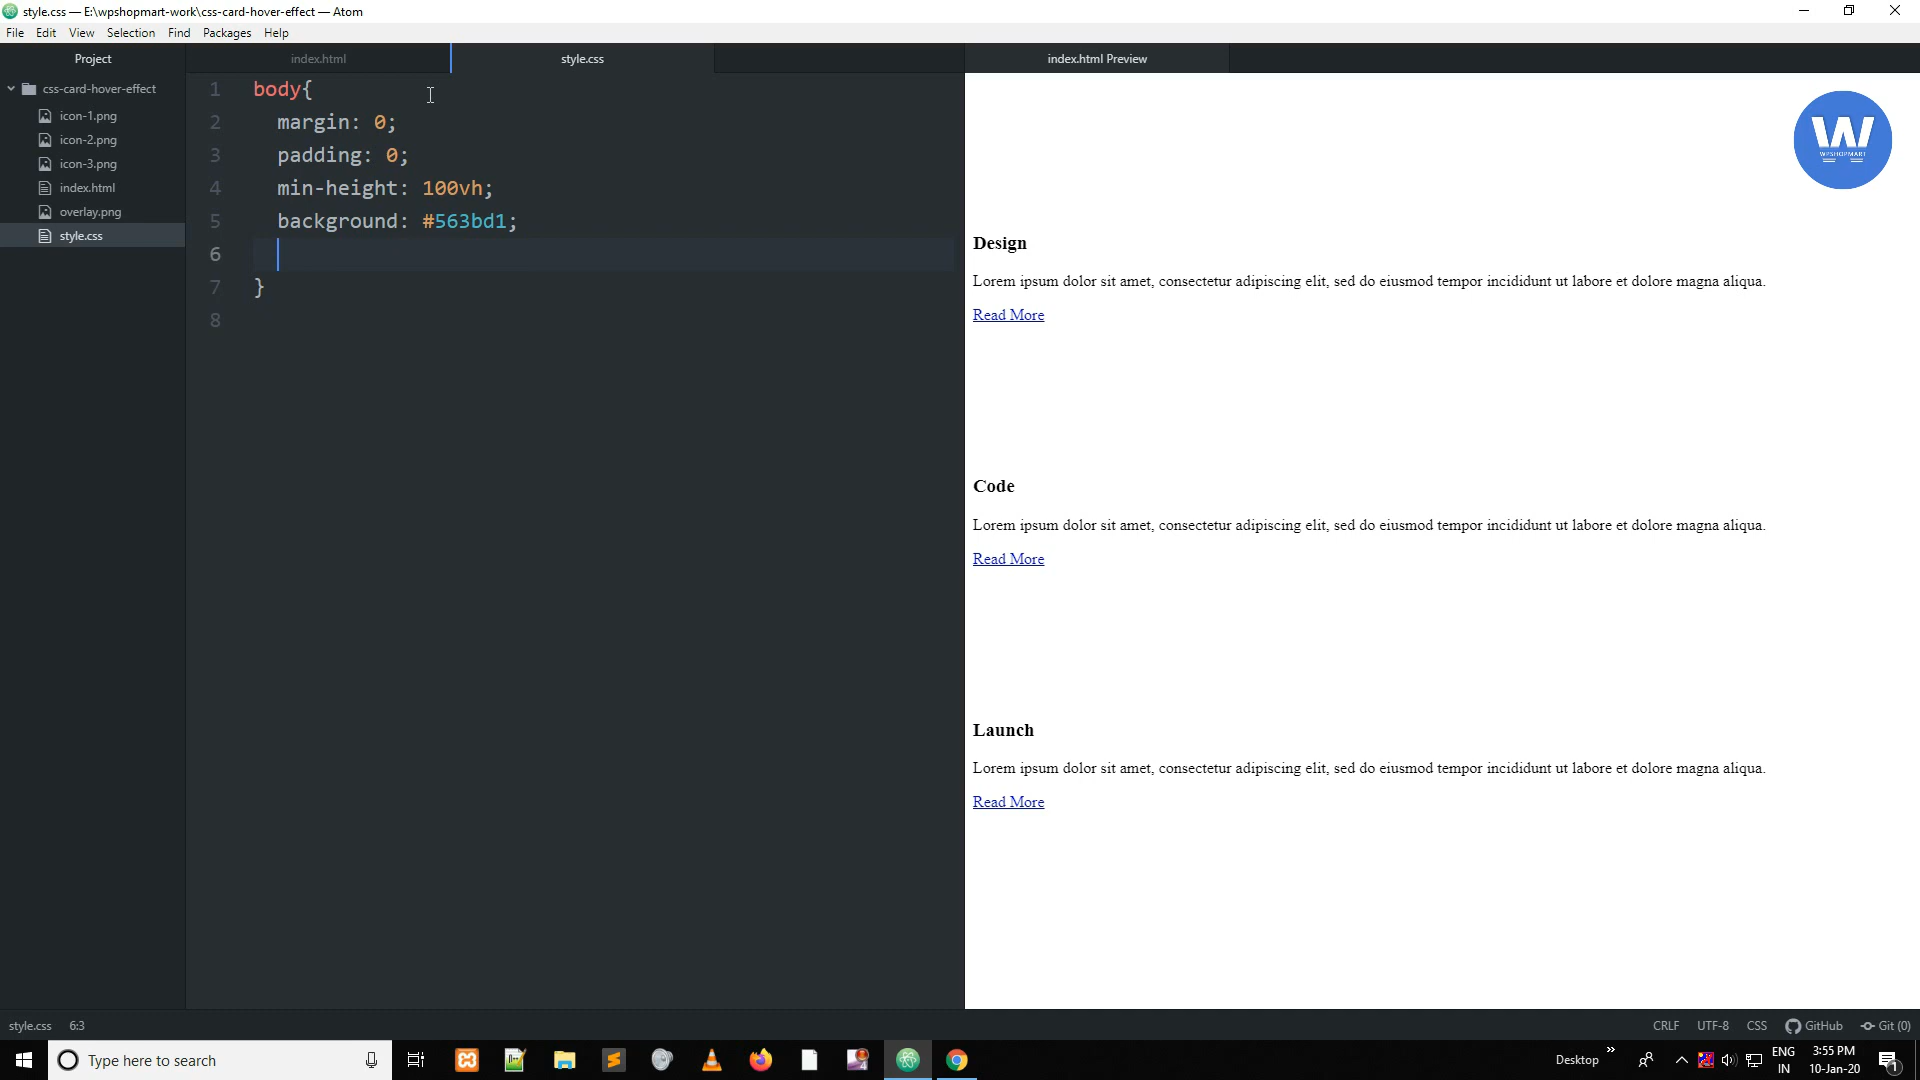 style.css — E:\wpshopmart-work\css-card-hover-effect — Atom
File Edit View Selection Find Packages Help
Project
index.html
style.css
index.html Preview
css-card-hover-effect
icon-1.png
icon-2.png
icon-3.png
index.html
overlay.png
style.css
1 body{
2 margin: 0;
3 padding: 0;
4 min-height: 100vh;
5 background: #563bd1;
6
7 }
8
W
WPSHOPMART
Design
Lorem ipsum dolor sit amet, consectetur adipiscing elit, sed do eiusmod tempor incididunt ut labore et dolore magna aliqua.
Read More
Code
Lorem ipsum dolor sit amet, consectetur adipiscing elit, sed do eiusmod tempor incididunt ut labore et dolore magna aliqua.
Read More
Launch
Lorem ipsum dolor sit amet, consectetur adipiscing elit, sed do eiusmod tempor incididunt ut labore et dolore magna aliqua.
Read More
style.css 6:3
CRLF UTF-8 CSS GitHub Git (0)
Type here to search
Desktop
ENG
IN
3:55 PM
10-Jan-20
1